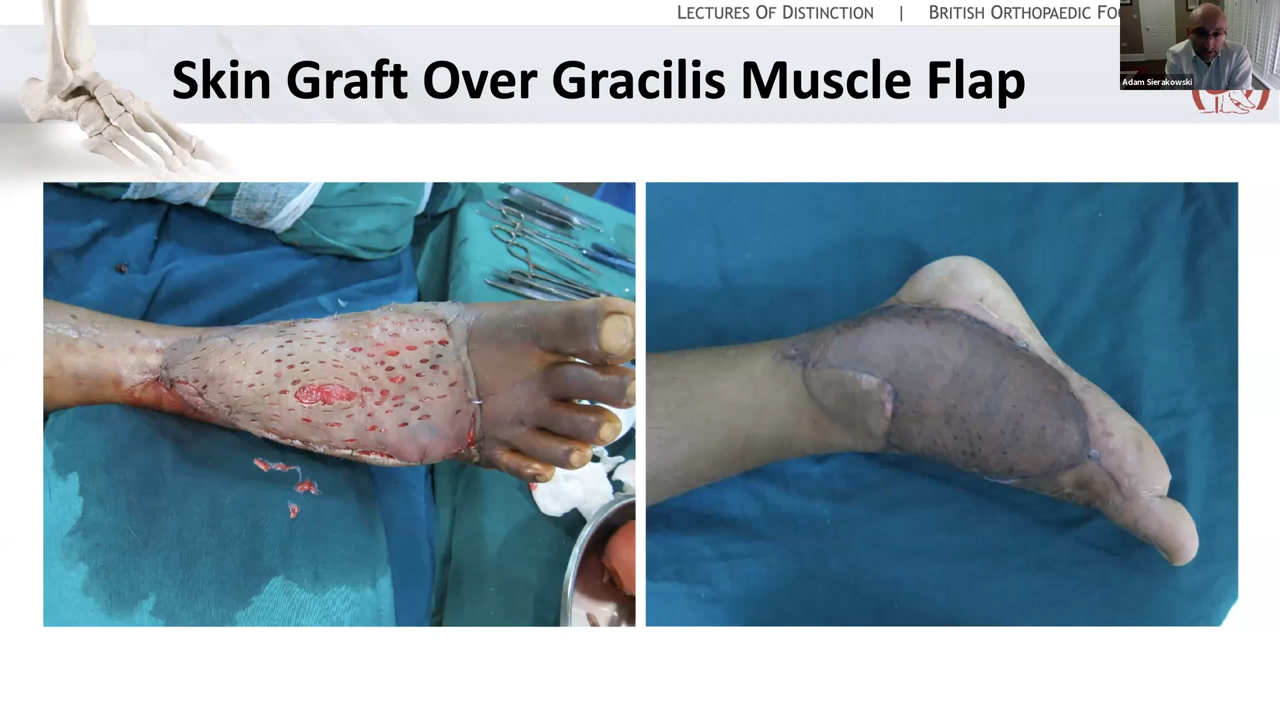 LECTURES OF DISTINCTION | BRITISH ORTHOPAEDIC
Adam Sierakowski
Skin Graft Over Gracilis Muscle Flap